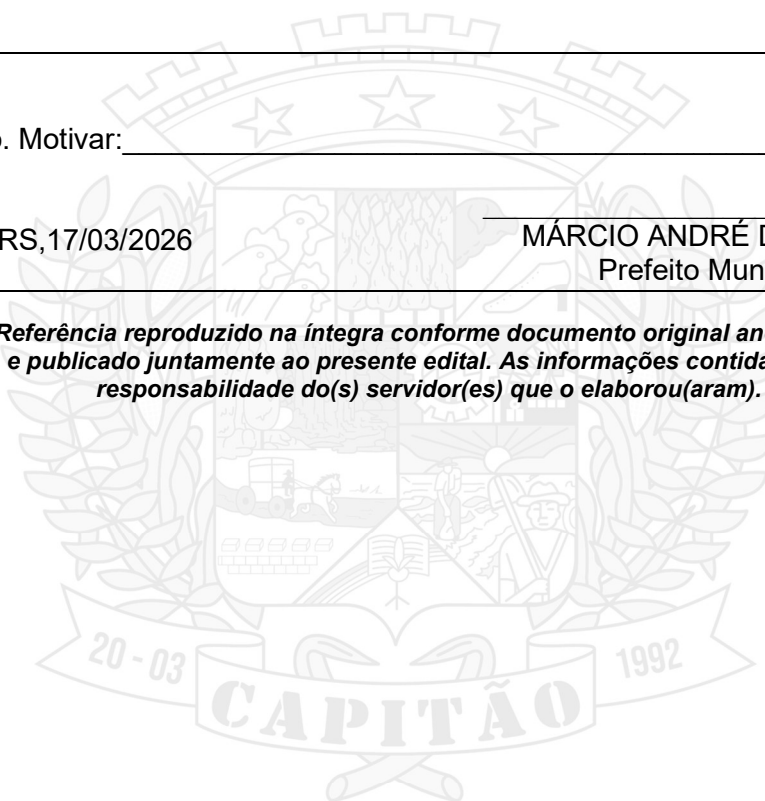 o. Motivar:
RS,17/03/2026
MÁRCIO ANDRÉ
Prefeito Mun
Referência reproduzido na íntegra conforme documento original an
e publicado juntamente ao presente edital. As informações contida
responsabilidade do(s) servidor(es) que o elaborou(aram).
20 - 03
1992
CAPITÃO